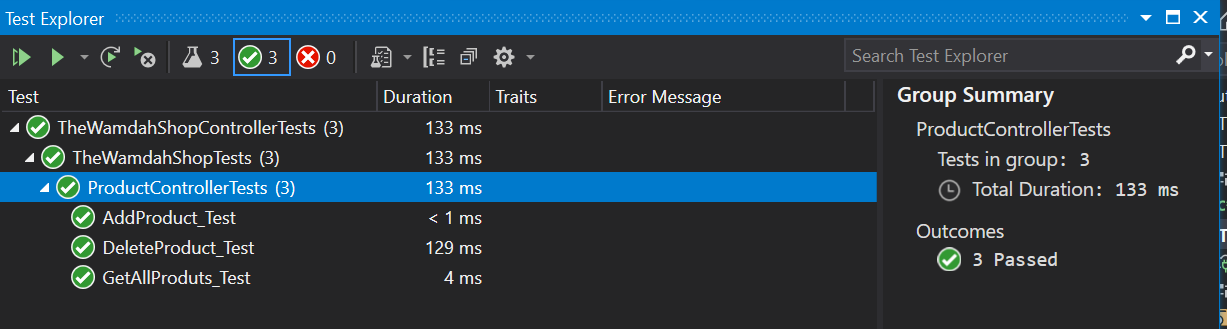 Test Explorer
3 3 0 Search Test Explorer
Test Duration Traits Error Message
TheWamdahShopControllerTests (3) 133 ms
TheWamdahShopTests (3) 133 ms
ProductControllerTests (3) 133 ms
AddProduct_Test < 1 ms
DeleteProduct_Test 129 ms
GetAllProduts_Test 4 ms
Group Summary
ProductControllerTests
Tests in group: 3
Total Duration: 133 ms
Outcomes
3 Passed